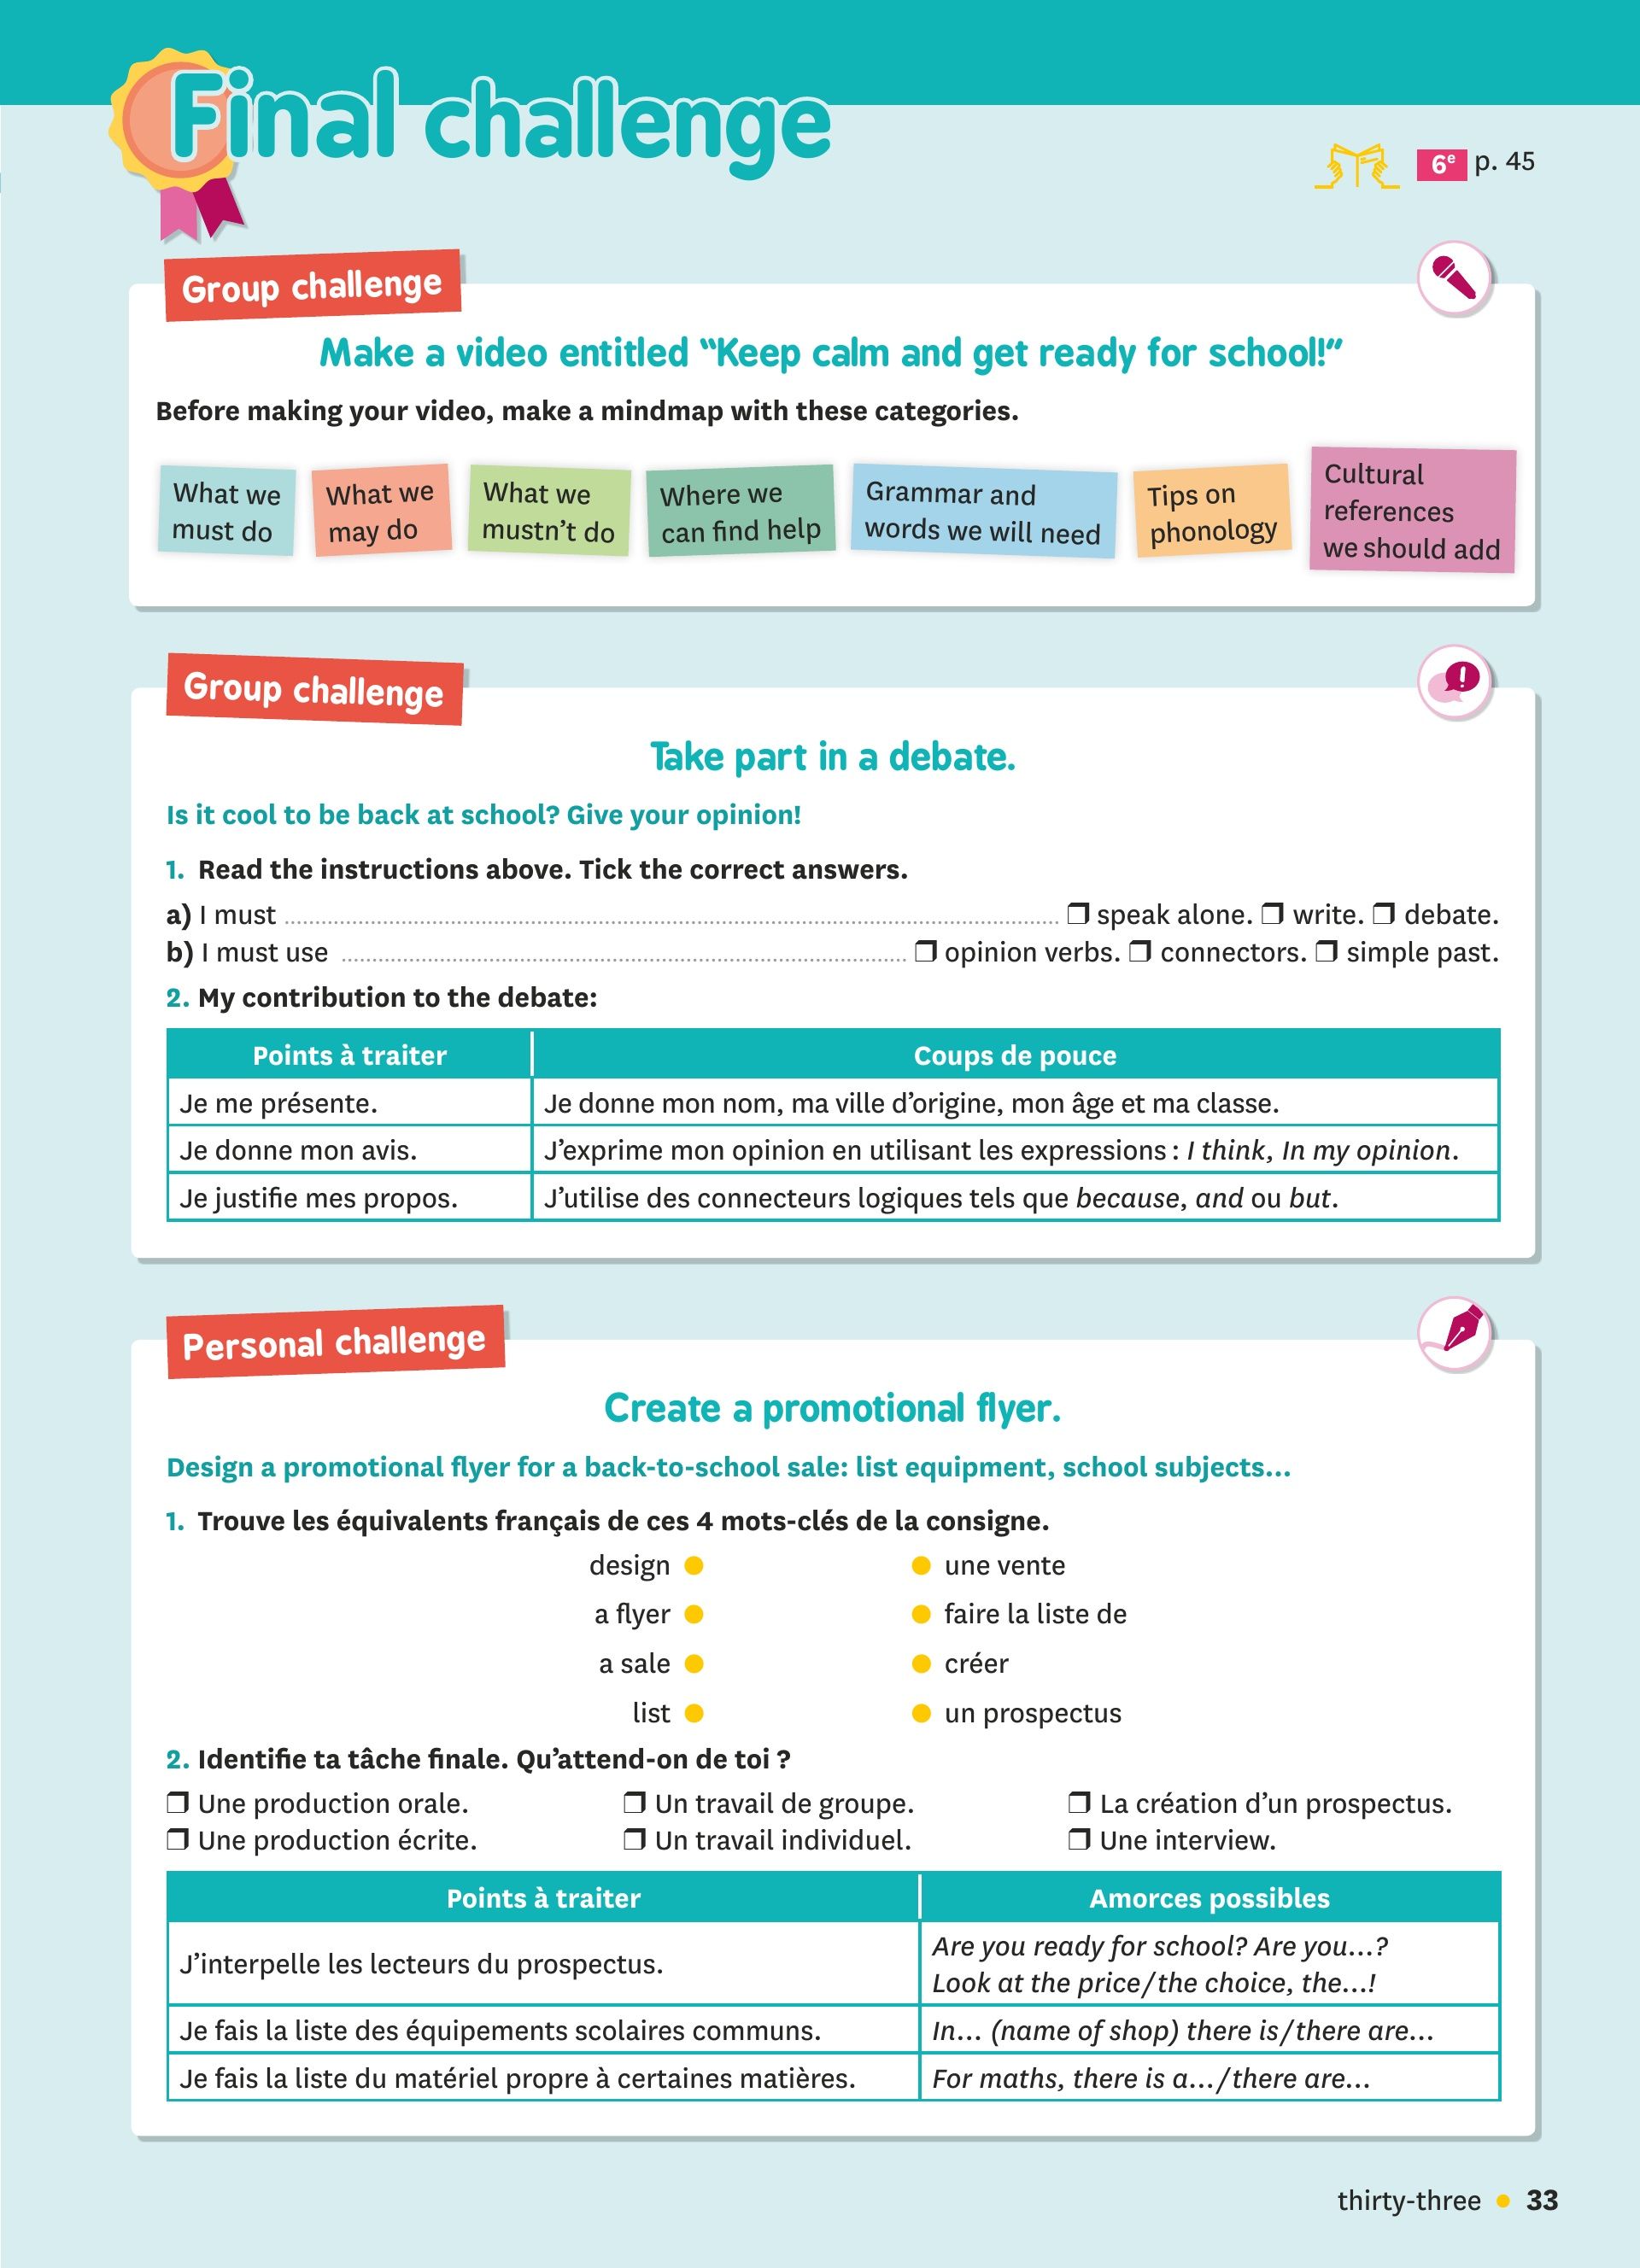 Final challenge
6e p. 45
Group challenge
Make a video entitled “Keep calm and get ready for school!”
Before making your video, make a mindmap with these categories.
What we
must do
What we
may do
What we
mustn’t do
Where we
can find help
Grammar and
words we will need
Tips on
phonology
Cultural
references
we should add
Group challenge
Take part in a debate.
Is it cool to be back at school? Give your opinion!
1. Read the instructions above. Tick the correct answers.
a) I must ........ ❒ speak alone. ❒ write. ❒ debate.
b) I must use ........ ❒ opinion verbs. ❒ connectors. ❒ simple past.
2. My contribution to the debate:
Points à traiter Coups de pouce
Je me présente. Je donne mon nom, ma ville d’origine, mon âge et ma classe.
Je donne mon avis. J’exprime mon opinion en utilisant les expressions : I think, In my opinion.
Je justifie mes propos. J’utilise des connecteurs logiques tels que because, and ou but.
Personal challenge
Create a promotional flyer.
Design a promotional flyer for a back-to-school sale: list equipment, school subjects...
1. Trouve les équivalents français de ces 4 mots-clés de la consigne.
design ● ● une vente
a flyer ● ● faire la liste de
a sale ● ● créer
list ● ● un prospectus
2. Identifie ta tâche finale. Qu’attend-on de toi ?
❒ Une production orale. ❒ Un travail de groupe. ❒ La création d’un prospectus.
❒ Une production écrite. ❒ Un travail individuel. ❒ Une interview.
Points à traiter Amorces possibles
J’interpelle les lecteurs du prospectus. Are you ready for school? Are you...?
Look at the price/the choice, the...!
Je fais la liste des équipements scolaires communs. In... (name of shop) there is/there are...
Je fais la liste du matériel propre à certaines matières. For maths, there is a.../there are...
thirty-three ● 33